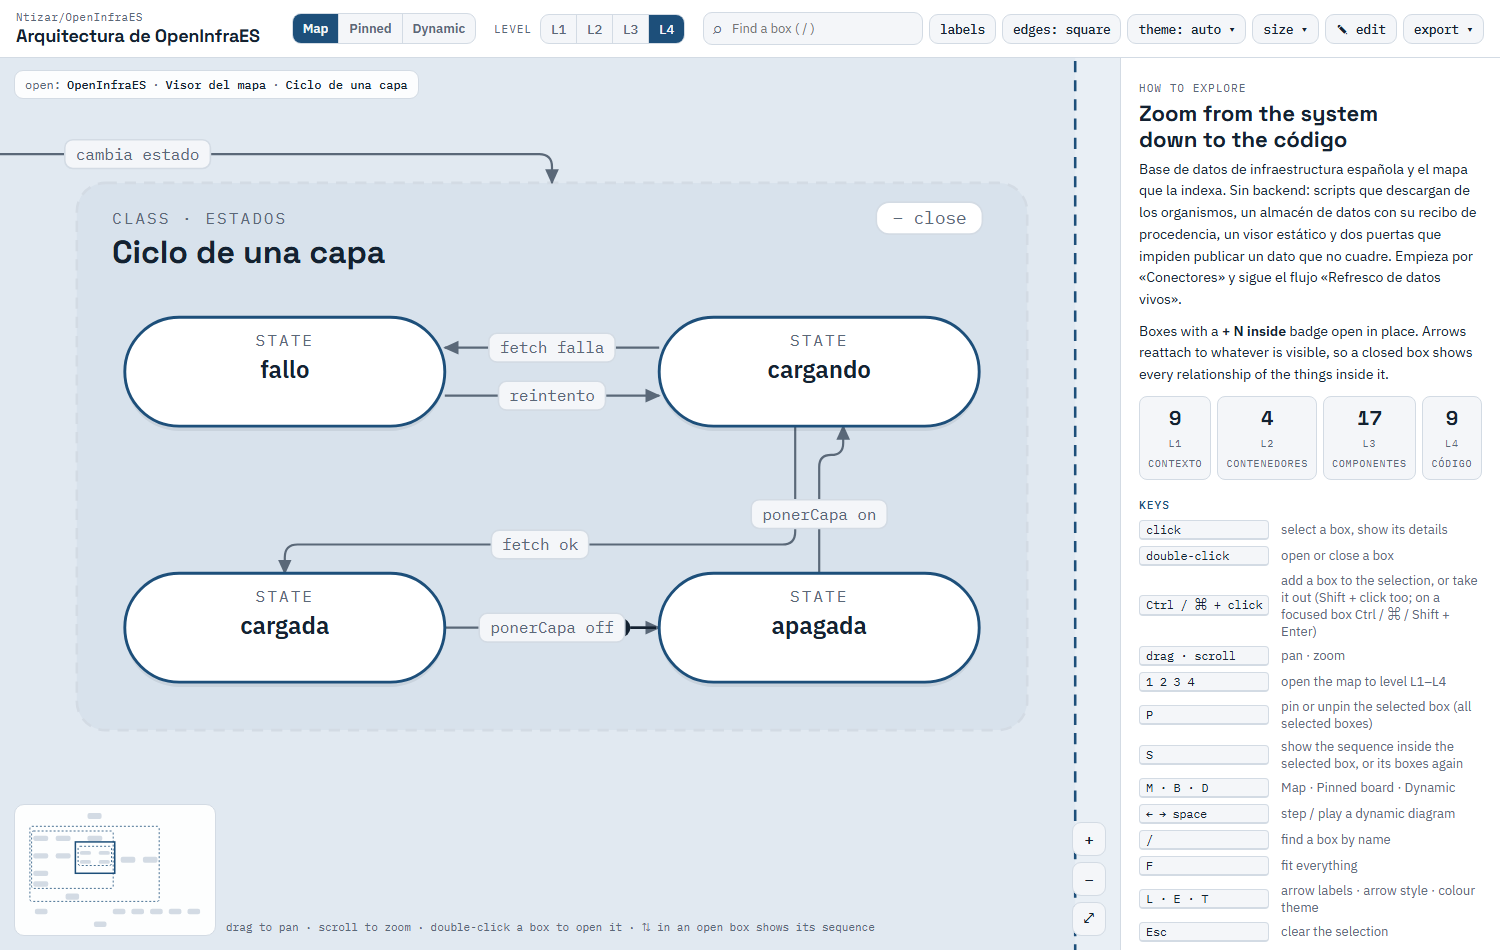 Ntizar/OpenInfraES
Arquitectura de OpenInfraES
Map Pinned Dynamic
LEVEL L1 L2 L3 L4
Find a box (/)
labels
edges: square
theme: auto ▾
size ▾
✎ edit
export ▾
open: OpenInfraES · Visor del mapa · Ciclo de una capa
cambia estado
CLASS · ESTADOS
− close
Ciclo de una capa
STATE
fallo
fetch falla
reintento
STATE
cargando
ponerCapa on
fetch ok
STATE
cargada
ponerCapa off
STATE
apagada
drag to pan · scroll to zoom · double-click a box to open it · ⇅ in an open box shows its sequence
+
−
⤢
HOW TO EXPLORE
Zoom from the system
down to the código
Base de datos de infraestructura española y el mapa
que la indexa. Sin backend: scripts que descargan de
los organismos, un almacén de datos con su recibo de
procedencia, un visor estático y dos puertas que
impiden publicar un dato que no cuadre. Empieza por
«Conectores» y sigue el flujo «Refresco de datos
vivos».
Boxes with a + N inside badge open in place. Arrows
reattach to whatever is visible, so a closed box shows
every relationship of the things inside it.
9 4 17 9
L1 L2 L3 L4
CONTEXTO CONTENEDORES COMPONENTES CÓDIGO
KEYS
click select a box, show its details
double-click open or close a box
Ctrl / ⌘ + click add a box to the selection, or take
it out (Shift + click too; on a
focused box Ctrl / ⌘ / Shift +
Enter)
drag · scroll pan · zoom
1 2 3 4 open the map to level L1–L4
P pin or unpin the selected box (all
selected boxes)
S show the sequence inside the
selected box, or its boxes again
M · B · D Map · Pinned board · Dynamic
← → space step / play a dynamic diagram
/ find a box by name
F fit everything
L · E · T arrow labels · arrow style · colour
theme
Esc clear the selection